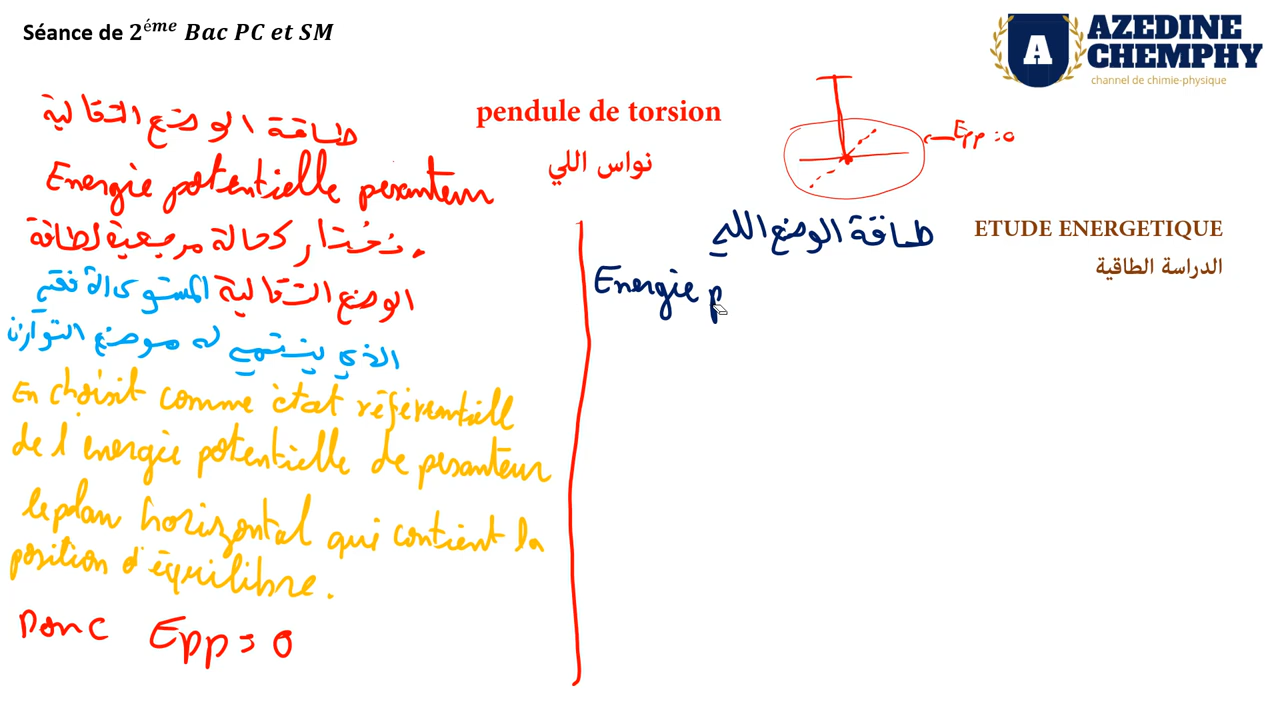 Séance de 2éme Bac PC et SM
AZEDINE
CHEMPHY
A
channel de chimie-physique
pendule de torsion
نواس اللي
Epp = 0
ETUDE ENERGETIQUE
الدراسة الطاقية
طاقة الوضع الثقالية
Energie potentielle pesanteur
نختار كحالة مرجعية لطاقة
الوضع الثقالية المستوى الأفقي
الذي ينتمي له موضع التوازن
En choisit comme état référentiell
de l'energie potentielle de pesanteur
le plan horizontal qui contient la
position d'équilibre.
Donc Epp = 0
طاقة الوضع اللي
Energie p